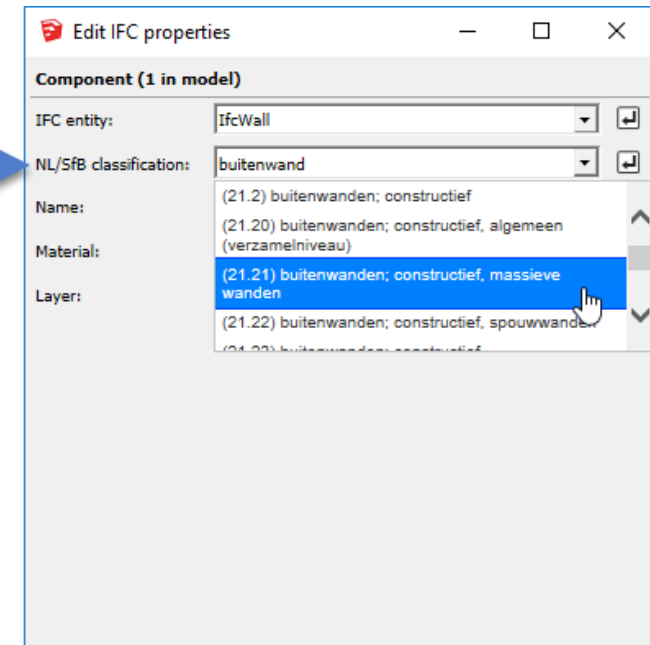 Edit IFC properties
Component (1 in model)
IFC entity: IfcWall
NL/SfB classification: buitenwand
(21.2) buitenwanden; constructief
Name:
(21.20) buitenwanden; constructief, algemeen
(verzamelniveau)
Material:
(21.21) buitenwanden; constructief, massieve
wanden
Layer:
(21.22) buitenwanden; constructief, spouwwanden
buitenwanden; constructief